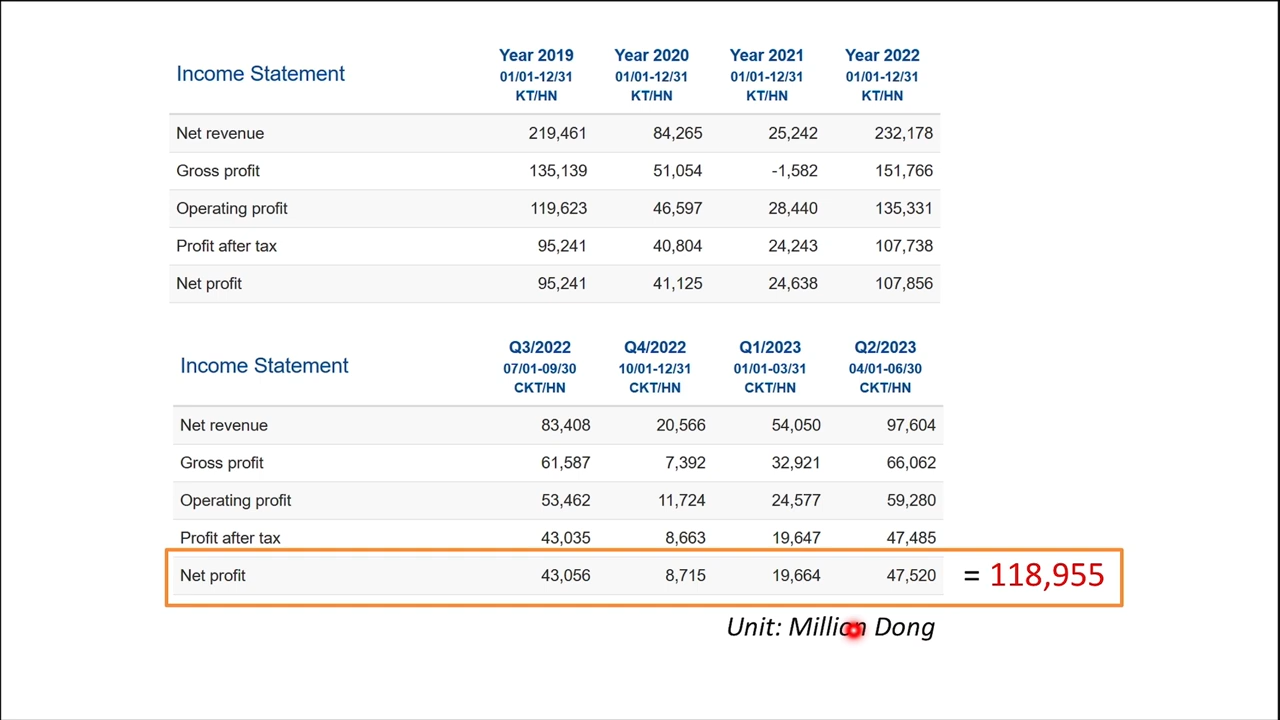 Income Statement Year 2019 Year 2020 Year 2021 Year 2022
01/01-12/31 01/01-12/31 01/01-12/31 01/01-12/31
KT/HN KT/HN KT/HN KT/HN
Net revenue 219,461 84,265 25,242 232,178
Gross profit 135,139 51,054 -1,582 151,766
Operating profit 119,623 46,597 28,440 135,331
Profit after tax 95,241 40,804 24,243 107,738
Net profit 95,241 41,125 24,638 107,856
Income Statement Q3/2022 Q4/2022 Q1/2023 Q2/2023
07/01-09/30 10/01-12/31 01/01-03/31 04/01-06/30
CKT/HN CKT/HN CKT/HN CKT/HN
Net revenue 83,408 20,566 54,050 97,604
Gross profit 61,587 7,392 32,921 66,062
Operating profit 53,462 11,724 24,577 59,280
Profit after tax 43,035 8,663 19,647 47,485
Net profit 43,056 8,715 19,664 47,520 = 118,955
Unit: Million Dong